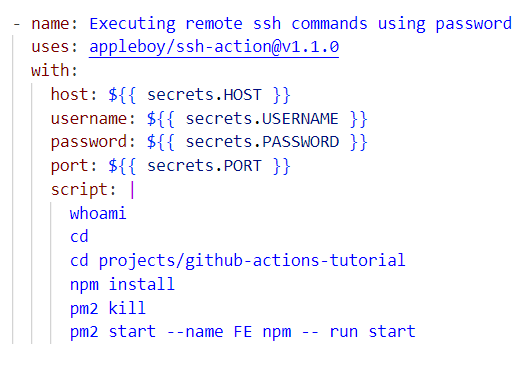 - name: Executing remote ssh commands using password
  uses: appleboy/ssh-action@v1.1.0
  with:
    host: ${{ secrets.HOST }}
    username: ${{ secrets.USERNAME }}
    password: ${{ secrets.PASSWORD }}
    port: ${{ secrets.PORT }}
    script: |
      whoami
      cd
      cd projects/github-actions-tutorial
      npm install
      pm2 kill
      pm2 start --name FE npm -- run start